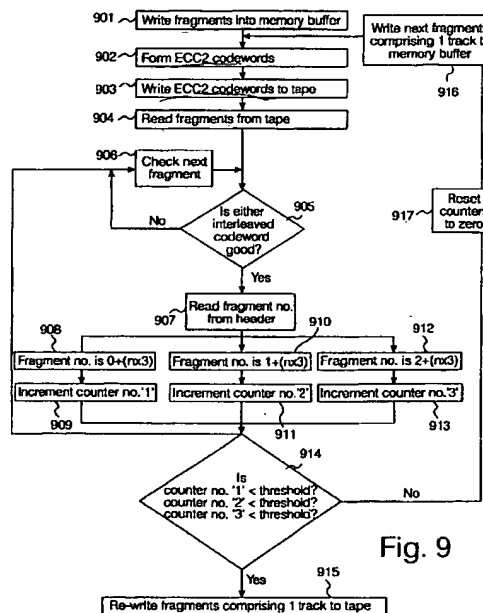 901
Write fragments into memory buffer
Write next fragments
comprising 1 track to
memory buffer
916
902
Form ECC2 codewords
903
Write ECC2 codewords to tape
904
Read fragments from tape
906
Check next
fragment
905
Is either
interleaved
codeword
good?
No
Yes
917
Reset
counters
to zero
907
Read fragment no.
from header
908
Fragment no. is 0+(nx3)
910
Fragment no. is 1+(nx3)
912
Fragment no. is 2+(nx3)
Increment counter no.'1'
909
Increment counter no.'2'
911
Increment counter no.'3'
913
914
Is
counter no. '1' < threshold?
counter no. '2' < threshold?
counter no. '3' < threshold?
No
Fig. 9
Yes
915
Re-write fragments comprising 1 track to tape